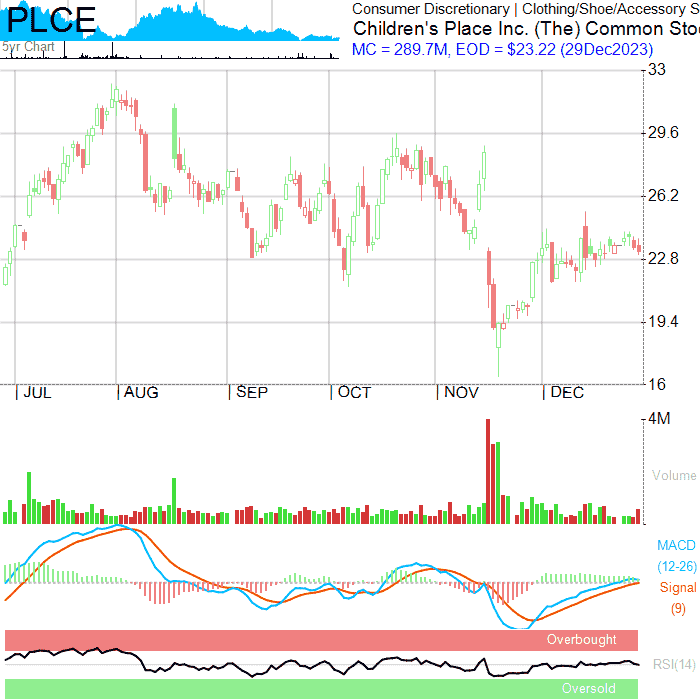 PLCE
Consumer Discretionary | Clothing/Shoe/Accessory S
Children's Place Inc. (The) Common Sto
5yr Chart
MC = 289.7M, EOD = $23.22 (29Dec2023)
33
29.6
26.2
22.8
19.4
16
JUL AUG SEP OCT NOV DEC
4M
Volume
MACD
(12-26)
Signal
(9)
Overbought
RSI(14)
Oversold